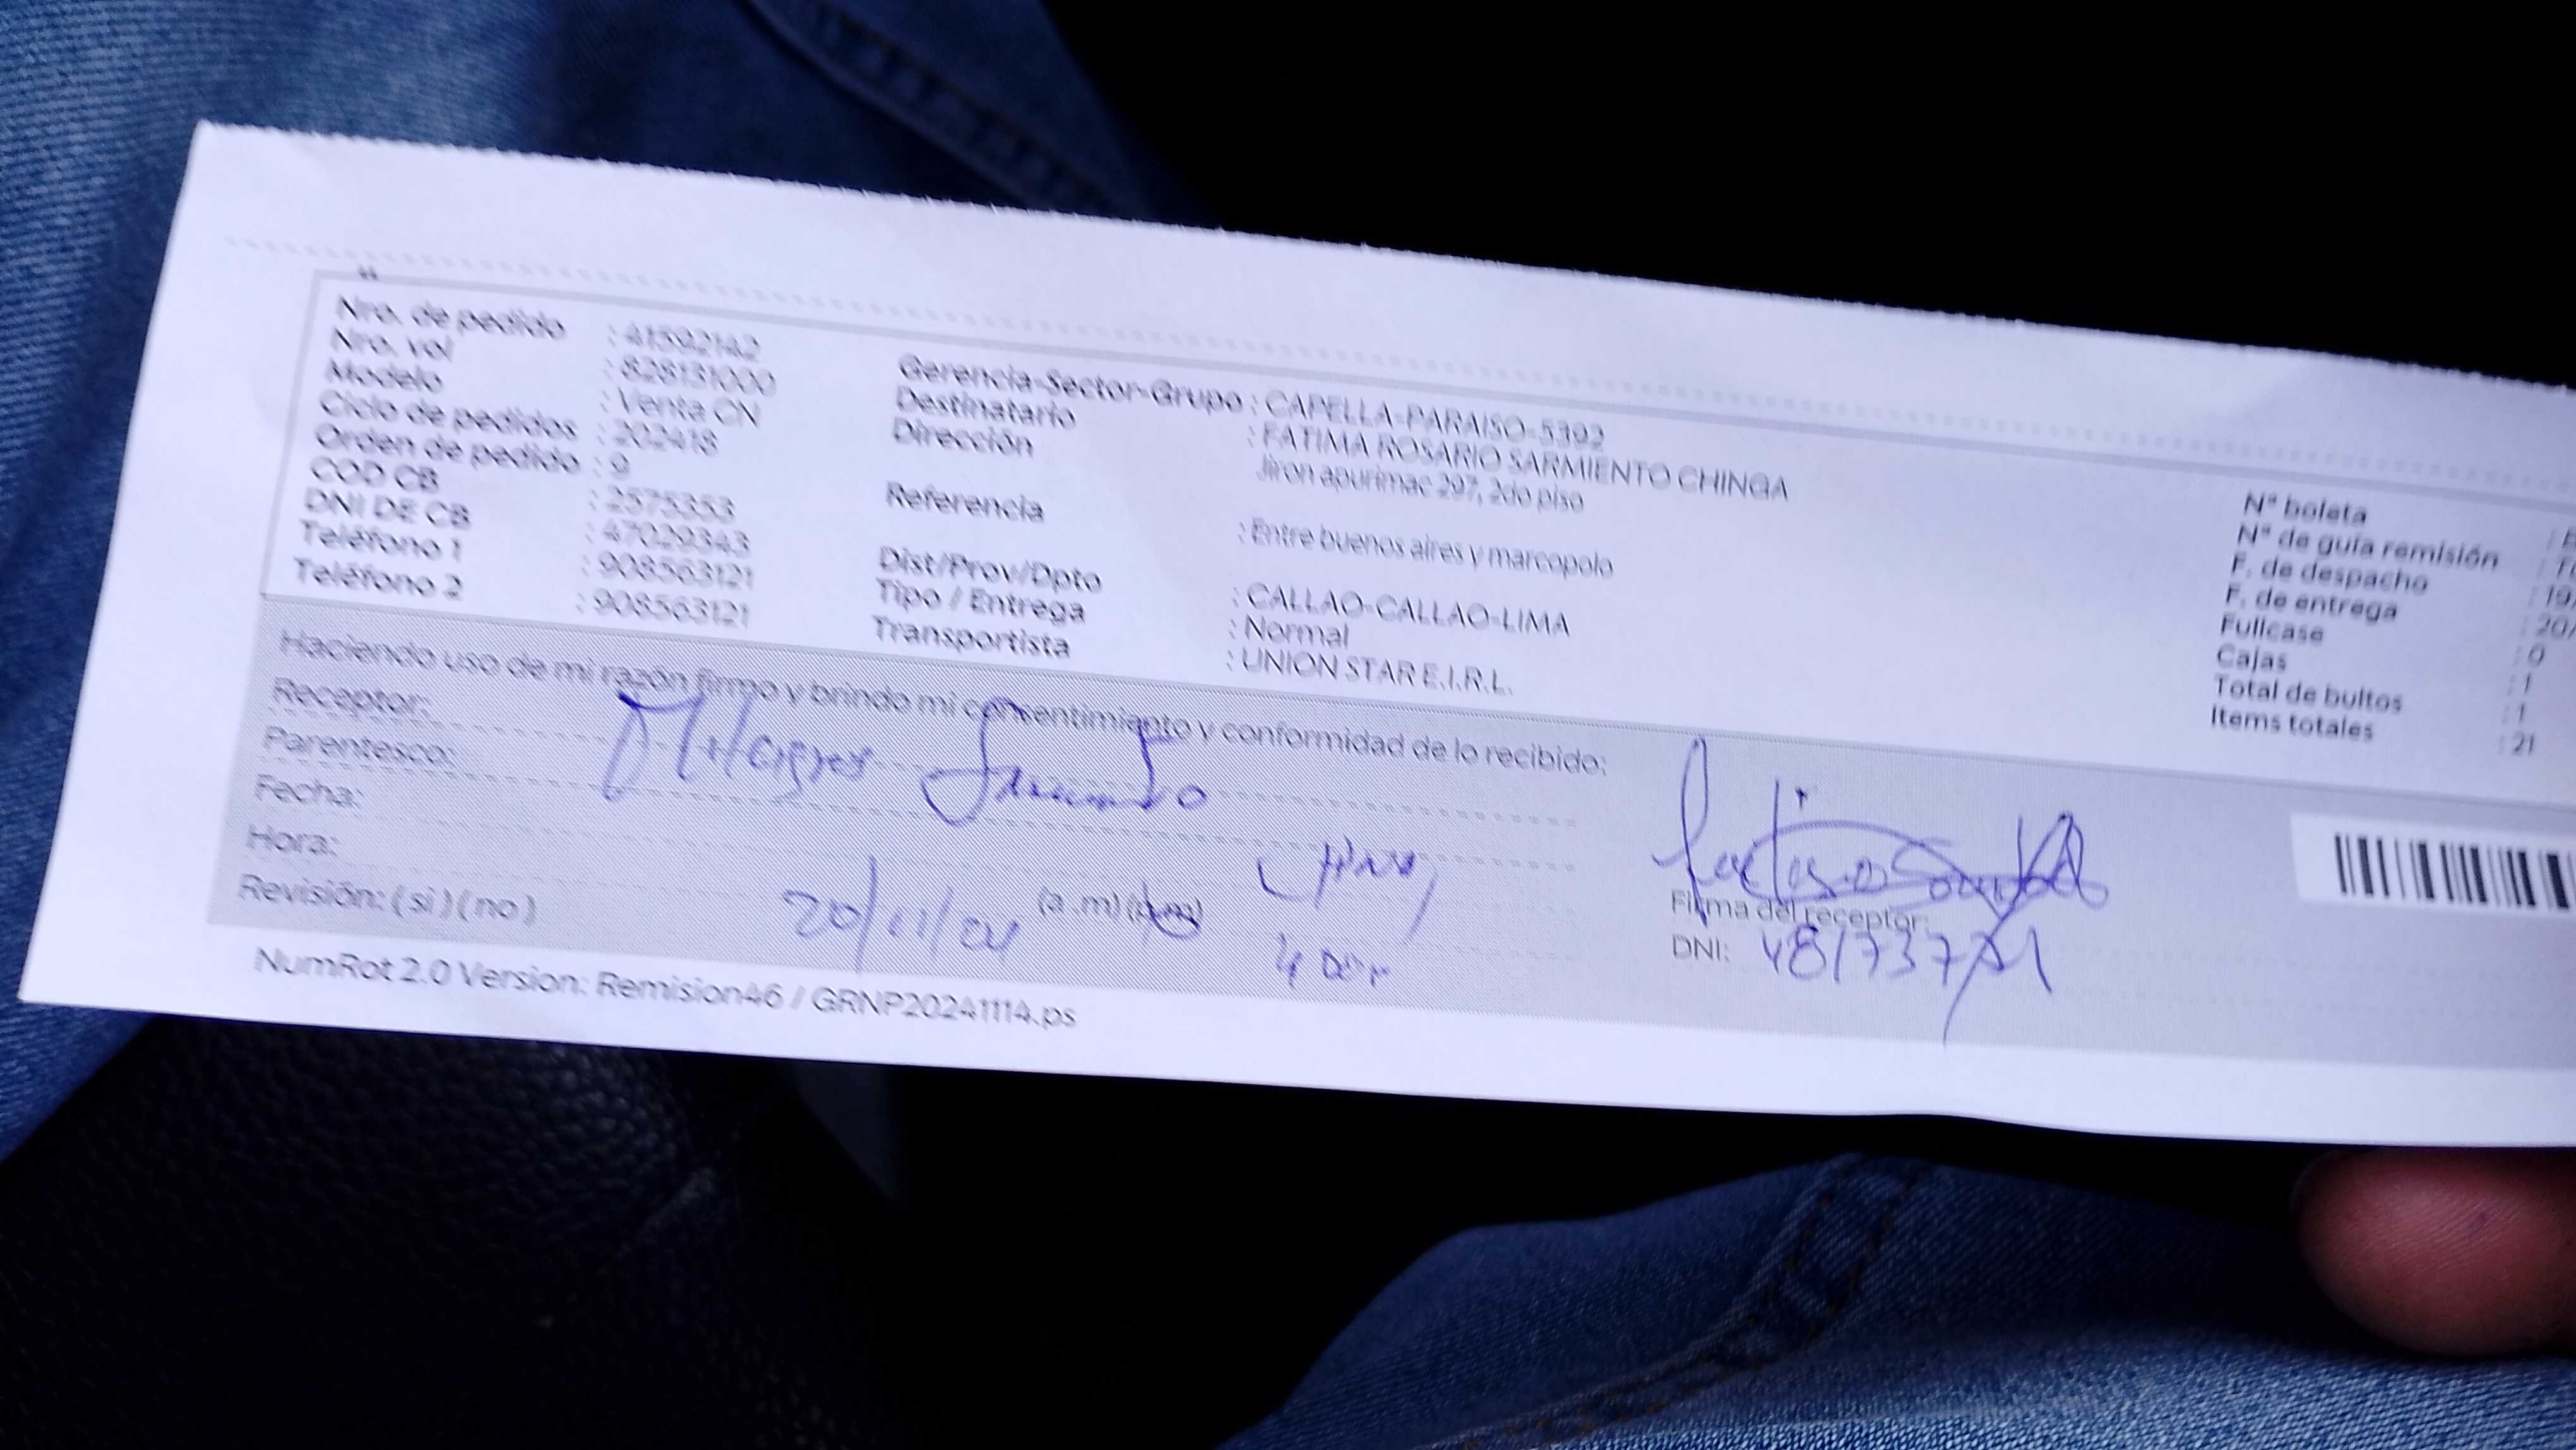 Nro. de pedido : 41592142
Nro. vol : 828131000
Modelo : Venta CN
Ciclo de pedidos : 202418
Orden de pedido : 9
COD CB : 2575353
DNI DE CB : 47029343
Teléfono 1 : 908563121
Teléfono 2 : 908563121
Gerencia-Sector-Grupo : CAPELLA-PARAISO-5392
Destinatario : FATIMA ROSARIO SARMIENTO CHINGA
Dirección Jiron apurimac 297, 2do piso
Referencia : Entre buenos aires y marcopolo
Dist/Prov/Dpto : CALLAO-CALLAO-LIMA
Tipo / Entrega : Normal
Transportista : UNION STAR E.I.R.L.
N° boleta :
N° de guía remisión :
F. de despacho : 19
F. de entrega : 20/
Fullcase : 0
Cajas : 1
Total de bultos : 1
Items totales : 21
Haciendo uso de mi razón firmo y brindo mi consentimiento y conformidad de lo recibido:
Receptor: Milagros Sarmiento
Parentesco:
Fecha: 20/11/24
Hora: (a .m) (p.m)
Revisión: ( si ) ( no )
Firma del receptor:
DNI:
NumRot 2.0 Version: Remision46 / GRNP20241114.ps